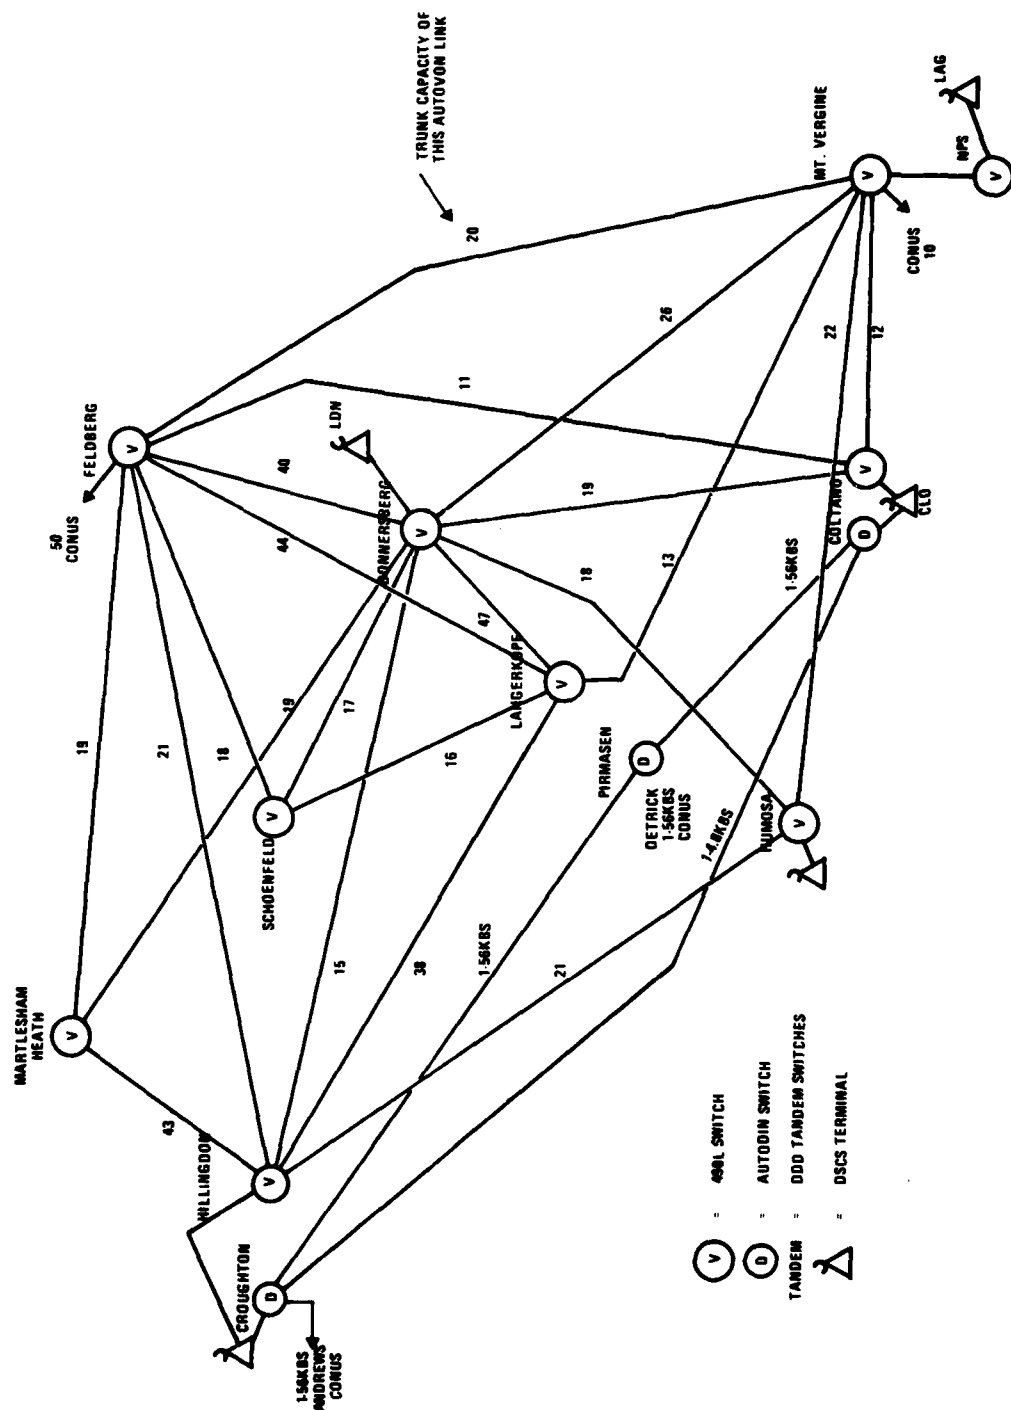 TRUNK CAPACITY OF
THIS AUTOVON LINK
LAG
NPS
V
MT. VERGINE
V
CONUS
10
20
26
22
12
11
13
FELDBERG
V
50
CONUS
LDN
40
44
DONNERSBERG
V
19
18
47
COLTANO
V
D
CLO
1-56KBS
LANGERKOPF
V
19
21
18
29
17
16
SCHOENFELD
V
PIRMASEN
D
DETRICK
1-56KBS
CONUS
HUMOSA
V
1-4.8KBS
MARTLESHAM
HEATH
V
43
15
38
1-56KBS
21
HILLINGDON
V
CROUGHTON
D
1-56KBS
ANDREWS
CONUS
V = 490L SWITCH
D = AUTODIN SWITCH
TANDEM = DDD TANDEM SWITCHES
= DSCS TERMINAL